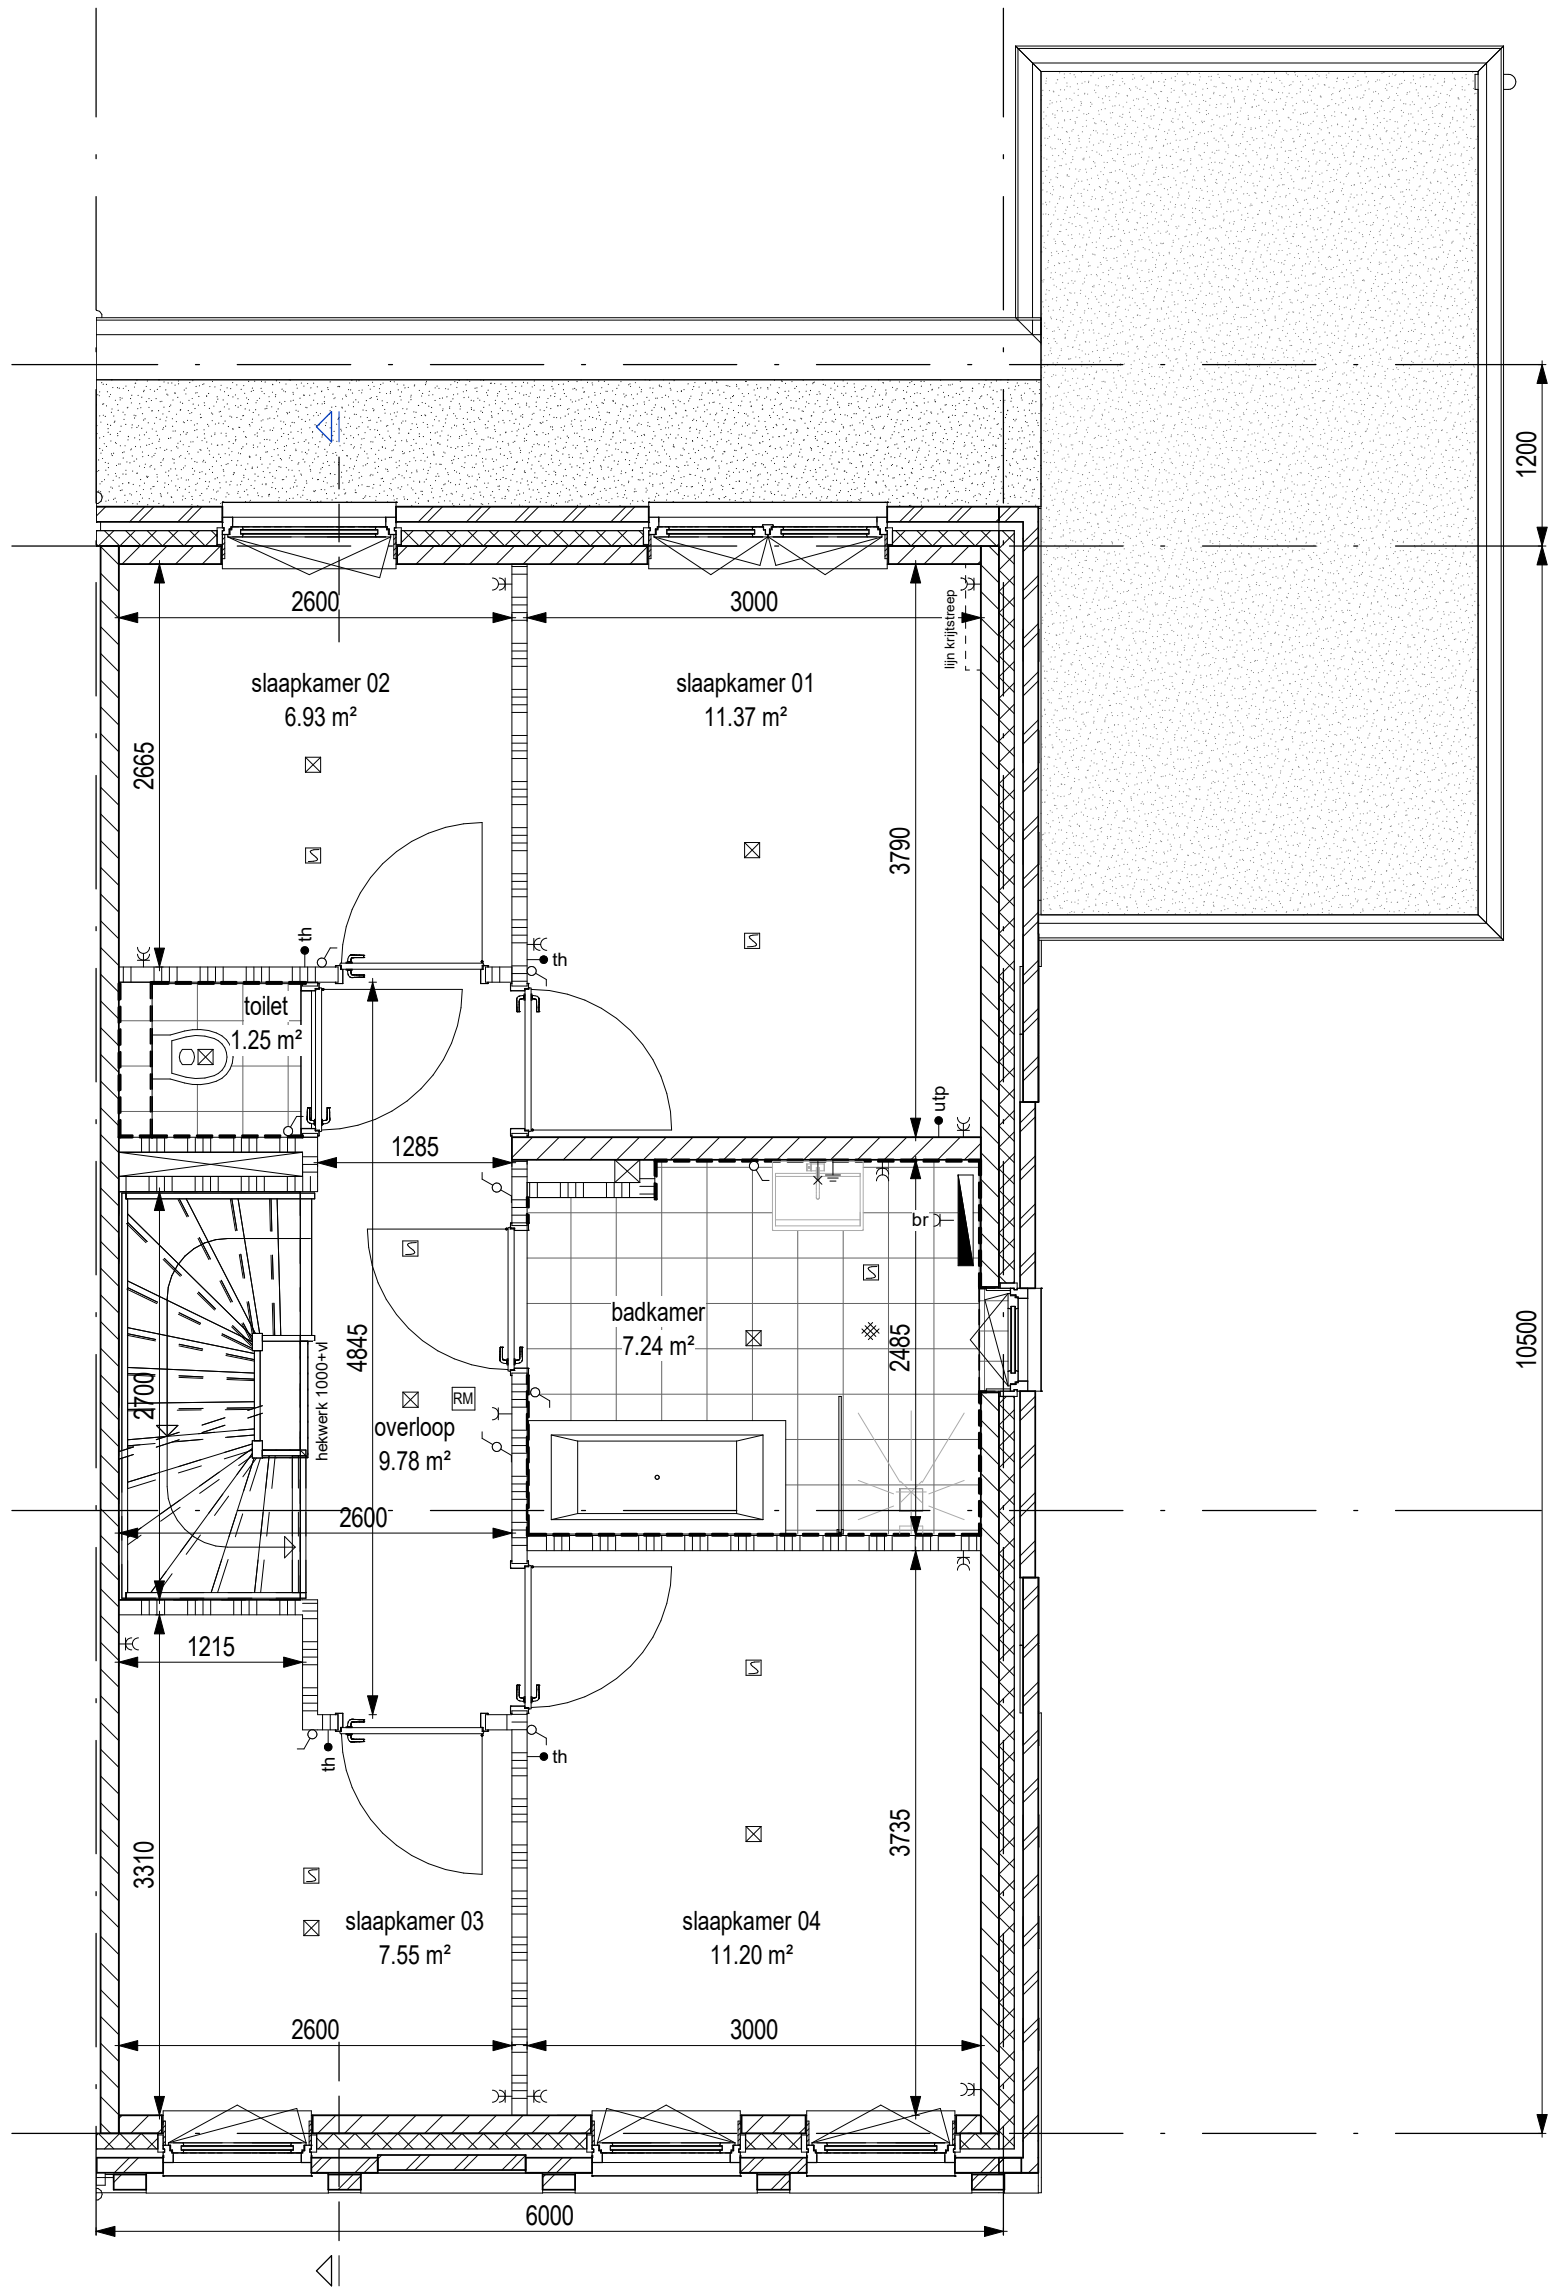 1200
2600
3000
lijn krijtstreep
slaapkamer 02
6.93 m²
slaapkamer 01
11.37 m²
2665
3790
th
th
toilet
1.25 m²
utp
1285
br
badkamer
7.24 m²
2485
10500
4845
2700
hekwerk 1000+vl
RM
overloop
9.78 m²
2600
1215
th
th
3310
3735
slaapkamer 03
7.55 m²
slaapkamer 04
11.20 m²
2600
3000
6000